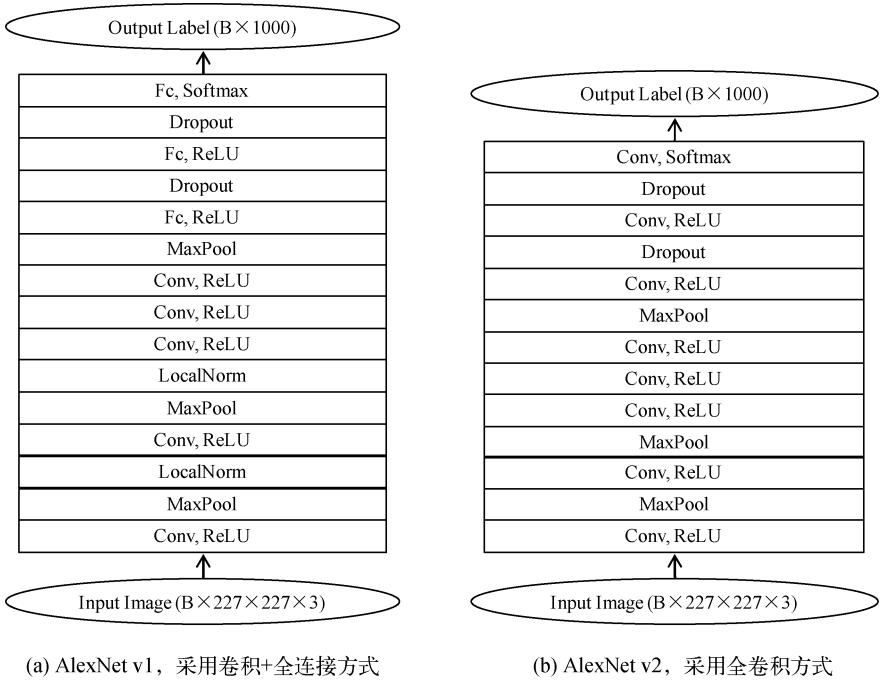 Output Label (B×1000)
Fc, Softmax
Dropout
Fc, ReLU
Dropout
Fc, ReLU
MaxPool
Conv, ReLU
Conv, ReLU
Conv, ReLU
LocalNorm
MaxPool
Conv, ReLU
LocalNorm
MaxPool
Conv, ReLU
Input Image (B×227×227×3)
(a) AlexNet v1，采用卷积+全连接方式
Output Label (B×1000)
Conv, Softmax
Dropout
Conv, ReLU
Dropout
Conv, ReLU
MaxPool
Conv, ReLU
Conv, ReLU
Conv, ReLU
MaxPool
Conv, ReLU
MaxPool
Conv, ReLU
Input Image (B×227×227×3)
(b) AlexNet v2，采用全卷积方式